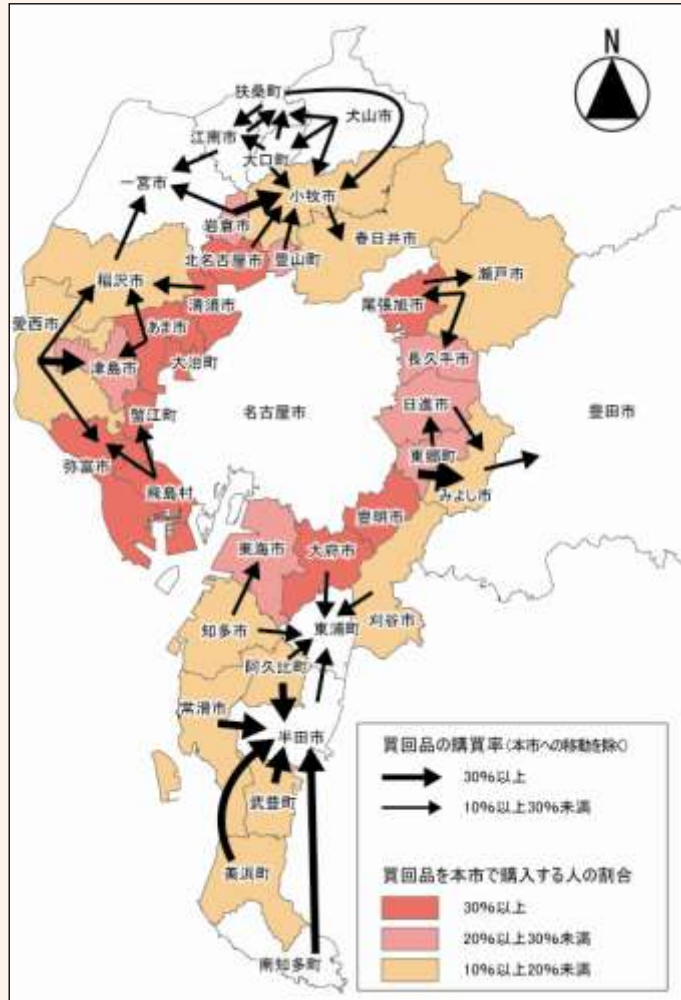 N
扶桑町
犬山市
江南市
大口町
一宮市
小牧市
岩倉市
春日井市
北名古屋市
豊山町
稲沢市
瀬戸市
清須市
尾張旭市
愛西市
あま市
津島市
大治町
長久手市
名古屋市
日進市
豊田市
蟹江町
東郷町
弥富市
みよし市
飛島村
豊明市
東海市
大府市
知多市
東浦町
刈谷市
阿久比町
常滑市
半田市
武豊町
美浜町
南知多町
買回品の購買率(本市への移動を除く)
30%以上
10%以上30%未満
買回品を本市で購入する人の割合
30%以上
20%以上30%未満
10%以上20%未満